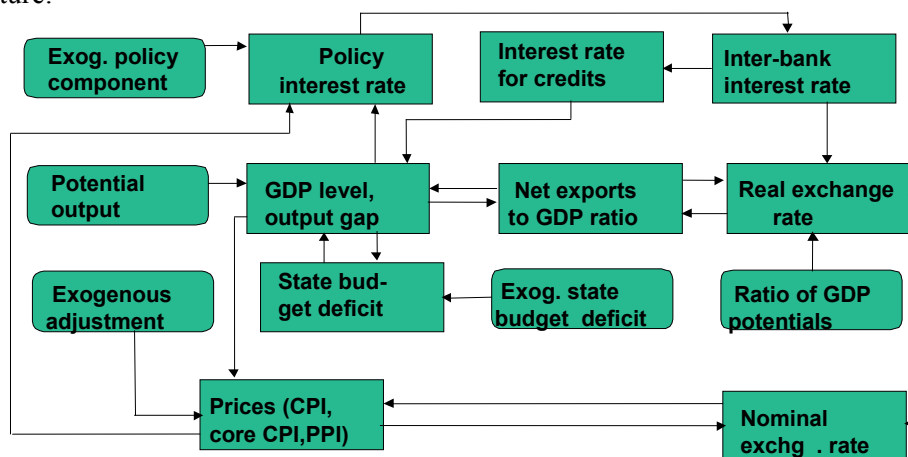 Exog. policy
component
Policy
interest rate
Interest rate
for credits
Inter-bank
interest rate
Potential
output
GDP level,
output gap
Net exports
to GDP ratio
Real exchange
rate
Exogenous
adjustment
State bud-
get deficit
Exog. state
budget deficit
Ratio of GDP
potentials
Prices (CPI,
core CPI,PPI)
Nominal
exchg . rate